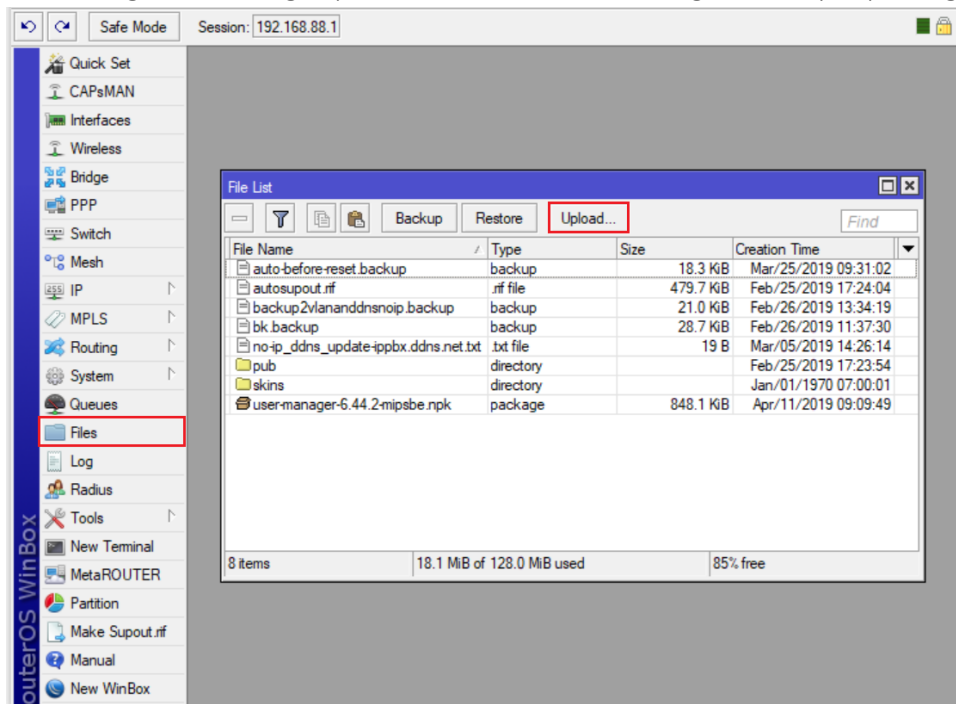 Safe Mode Session: 192.168.88.1
Quick Set
CAPsMAN
Interfaces
Wireless
Bridge
PPP
Switch
Mesh
255 IP
MPLS
Routing
System
Queues
Files
Log
Radius
Tools
New Terminal
MetaROUTER
Partition
Make Supout.rif
Manual
New WinBox
outerOS WinBox
File List
Backup Restore Upload... Find
File Name Type Size Creation Time
auto-before-reset.backup backup 18.3 KiB Mar/25/2019 09:31:02
autosupout.rif .rif file 479.7 KiB Feb/25/2019 17:24:04
backup2vlananddnsnoip.backup backup 21.0 KiB Feb/26/2019 13:34:19
bk.backup backup 28.7 KiB Feb/26/2019 11:37:30
no-ip_ddns_update-ippbx.ddns.net.txt .txt file 19 B Mar/05/2019 14:26:14
pub directory Feb/25/2019 17:23:54
skins directory Jan/01/1970 07:00:01
user-manager-6.44.2-mipsbe.npk package 848.1 KiB Apr/11/2019 09:09:49
8 items 18.1 MiB of 128.0 MiB used 85% free